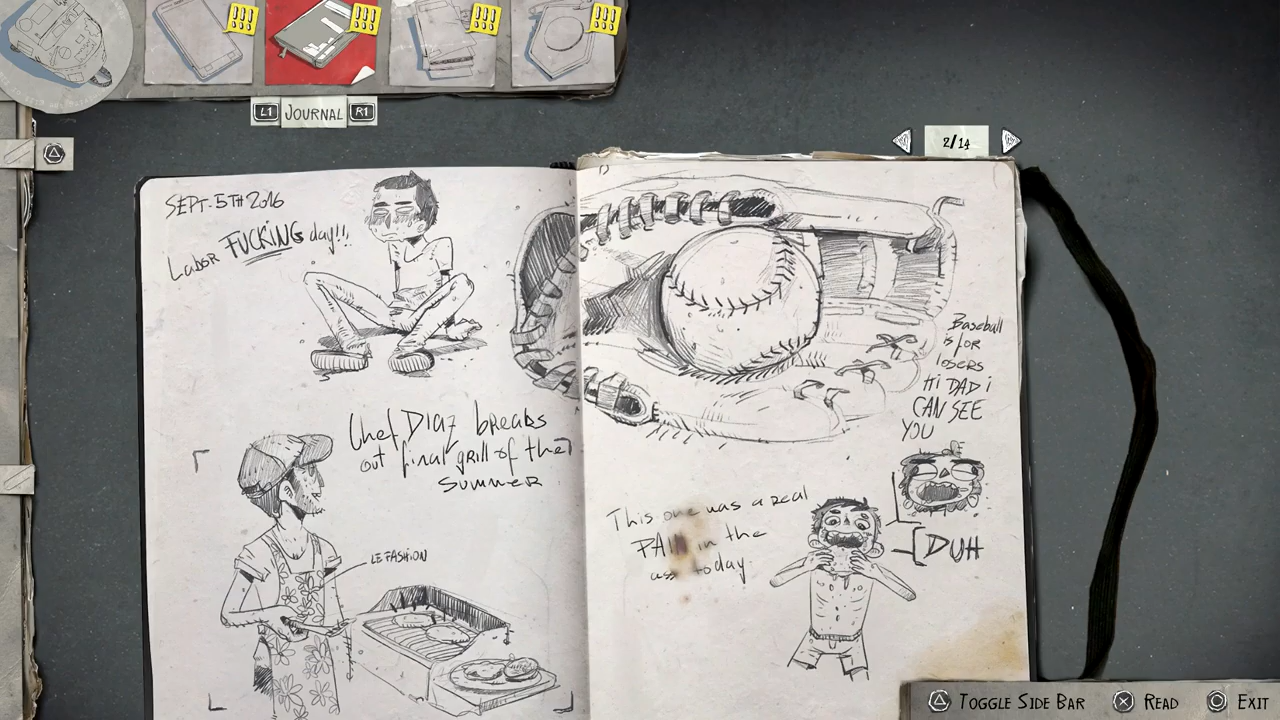 !!!
!!!
!!!
!!!
L1 JOURNAL R1
2/14
SEPT. 5TH 2016
Labor FUCKING day!!
Chef Diaz breaks
out final grill of the
summer
LE FASHION
Baseball
is for
losers
Hi DAD i
CAN SEE
YOU
This one was a real
PAIN in the
ass today
DUH
TOGGLE SIDE BAR
READ
EXIT